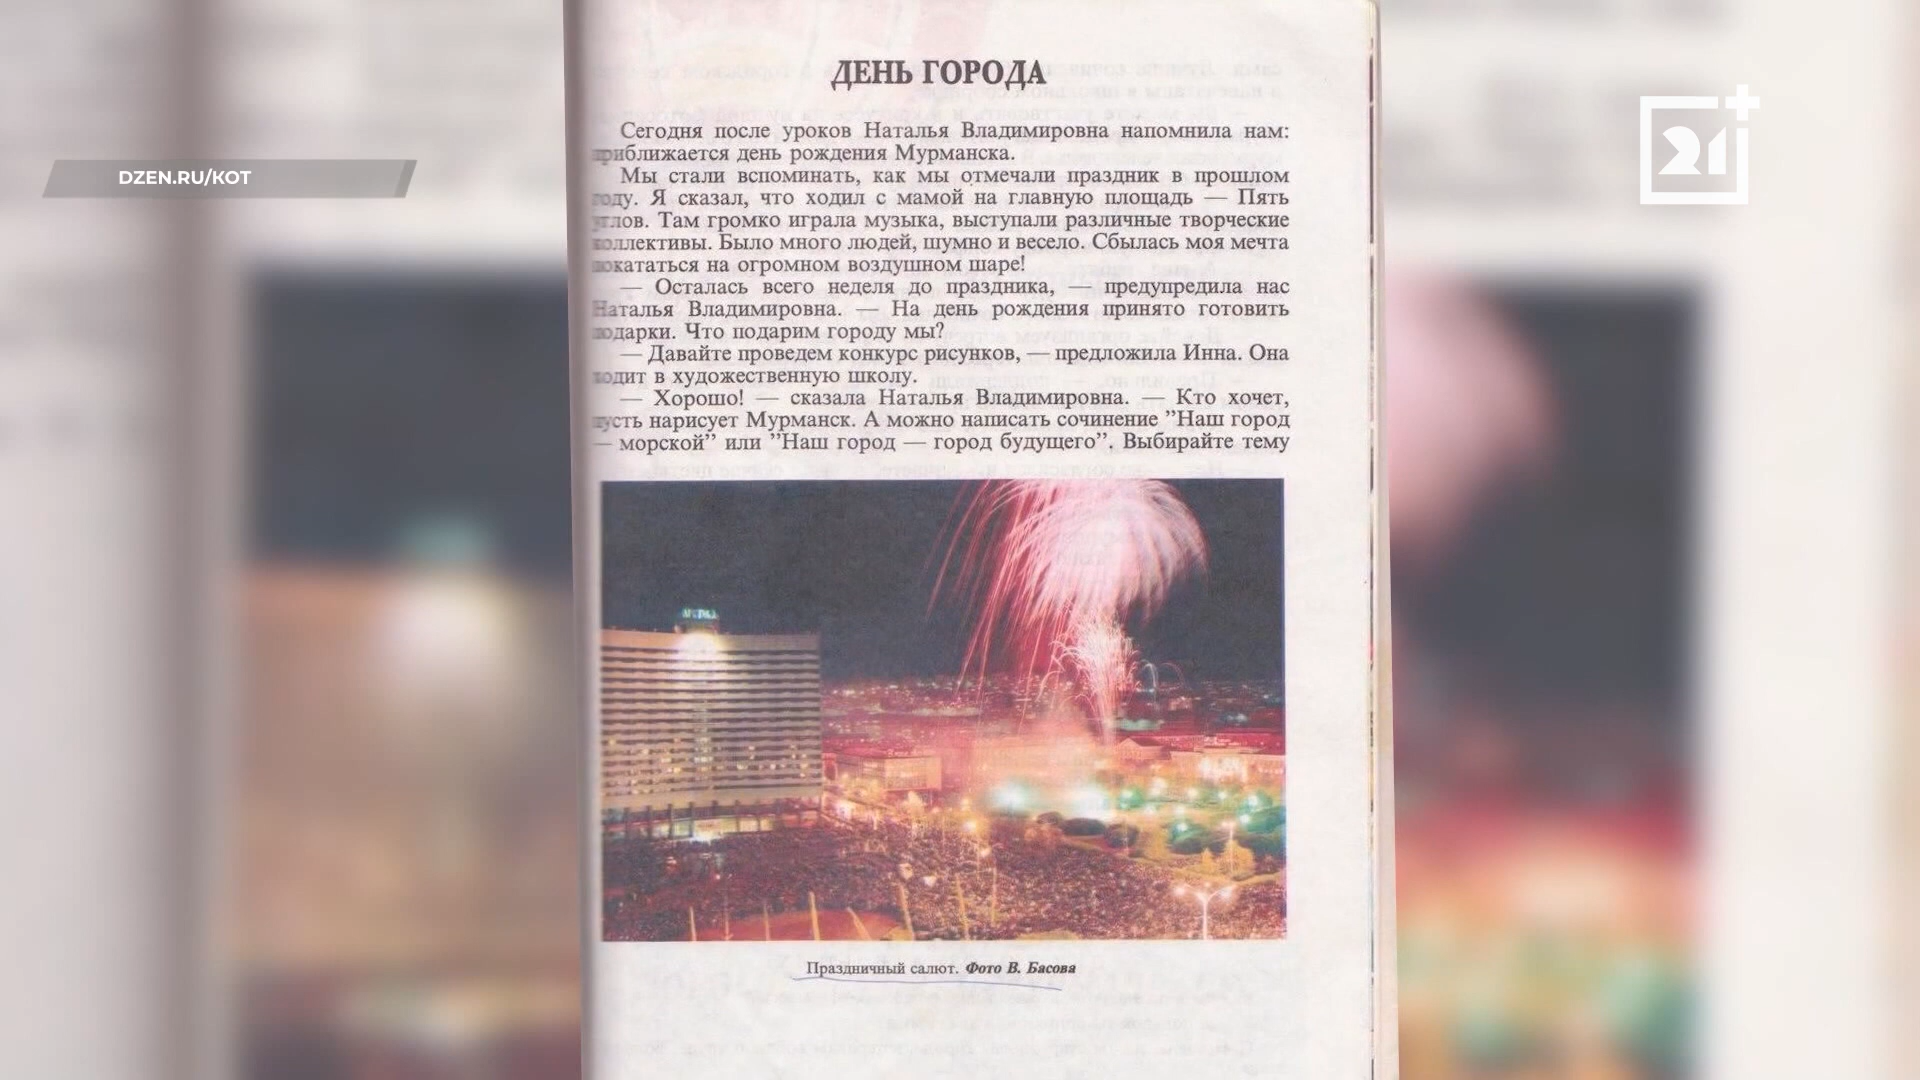 ДЕНЬ ГОРОДА
Сегодня после уроков Наталья Владимировна напомнила нам:
приближается день рождения Мурманска.
Мы стали вспоминать, как мы отмечали праздник в прошлом
году. Я сказал, что ходил с мамой на главную площадь — Пять
углов. Там громко играла музыка, выступали различные творческие
коллективы. Было много людей, шумно и весело. Сбылась моя мечта
покататься на огромном воздушном шаре!
— Осталась всего неделя до праздника, — предупредила нас
Наталья Владимировна. — На день рождения принято готовить
подарки. Что подарим городу мы?
— Давайте проведем конкурс рисунков, — предложила Инна. Она
ходит в художественную школу.
— Хорошо! — сказала Наталья Владимировна. — Кто хочет,
пусть нарисует Мурманск. А можно написать сочинение ”Наш город
— морской” или ”Наш город — город будущего”. Выбирайте тему
Праздничный салют. Фото В. Басова
DZEN.RU/КОТ
21+